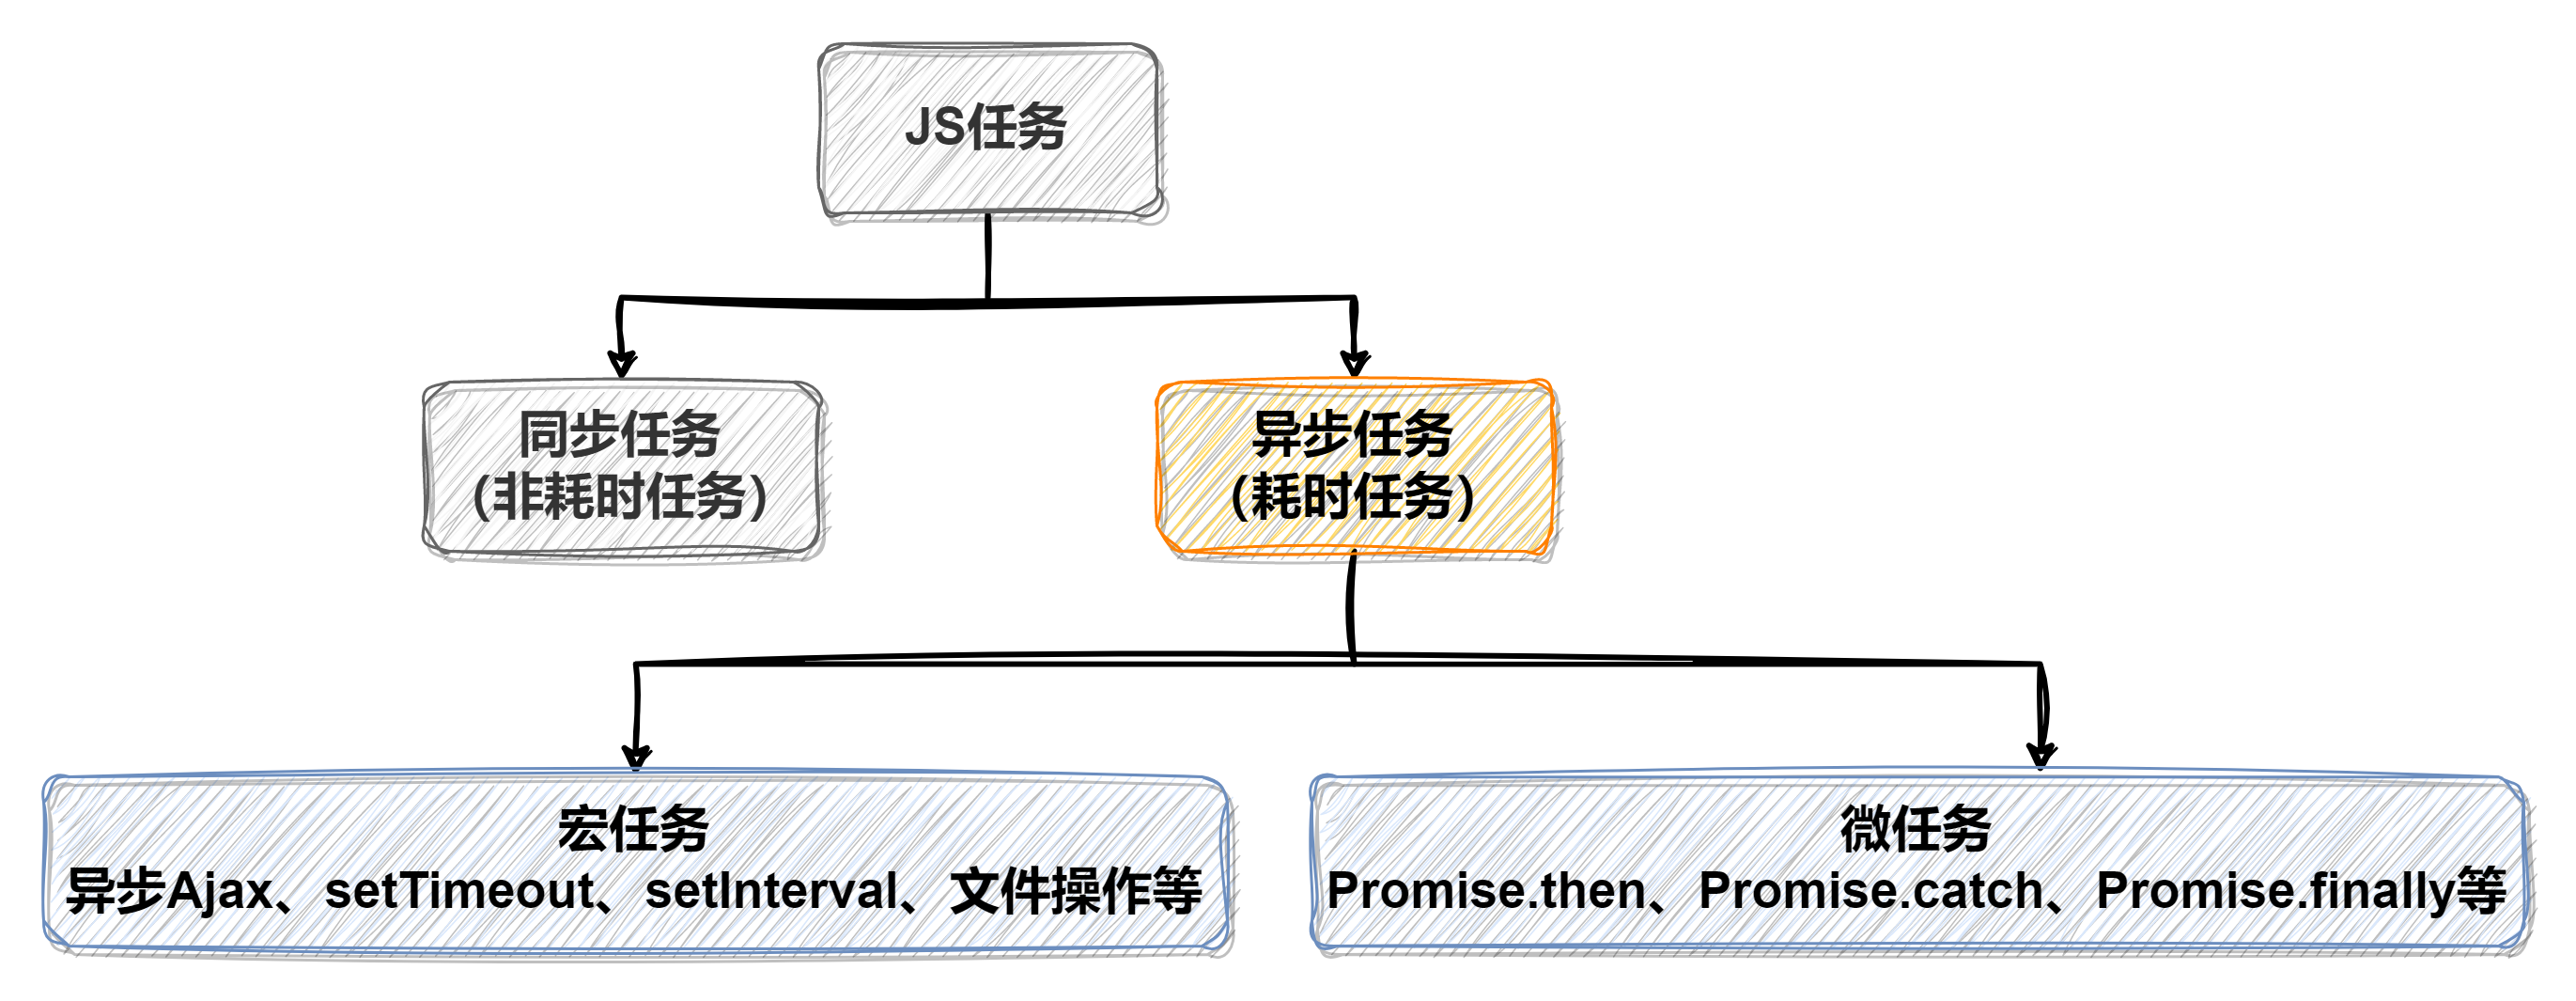 JS任务
同步任务
（非耗时任务）
异步任务
（耗时任务）
宏任务
异步Ajax、setTimeout、setInterval、文件操作等
微任务
Promise.then、Promise.catch、Promise.finally等